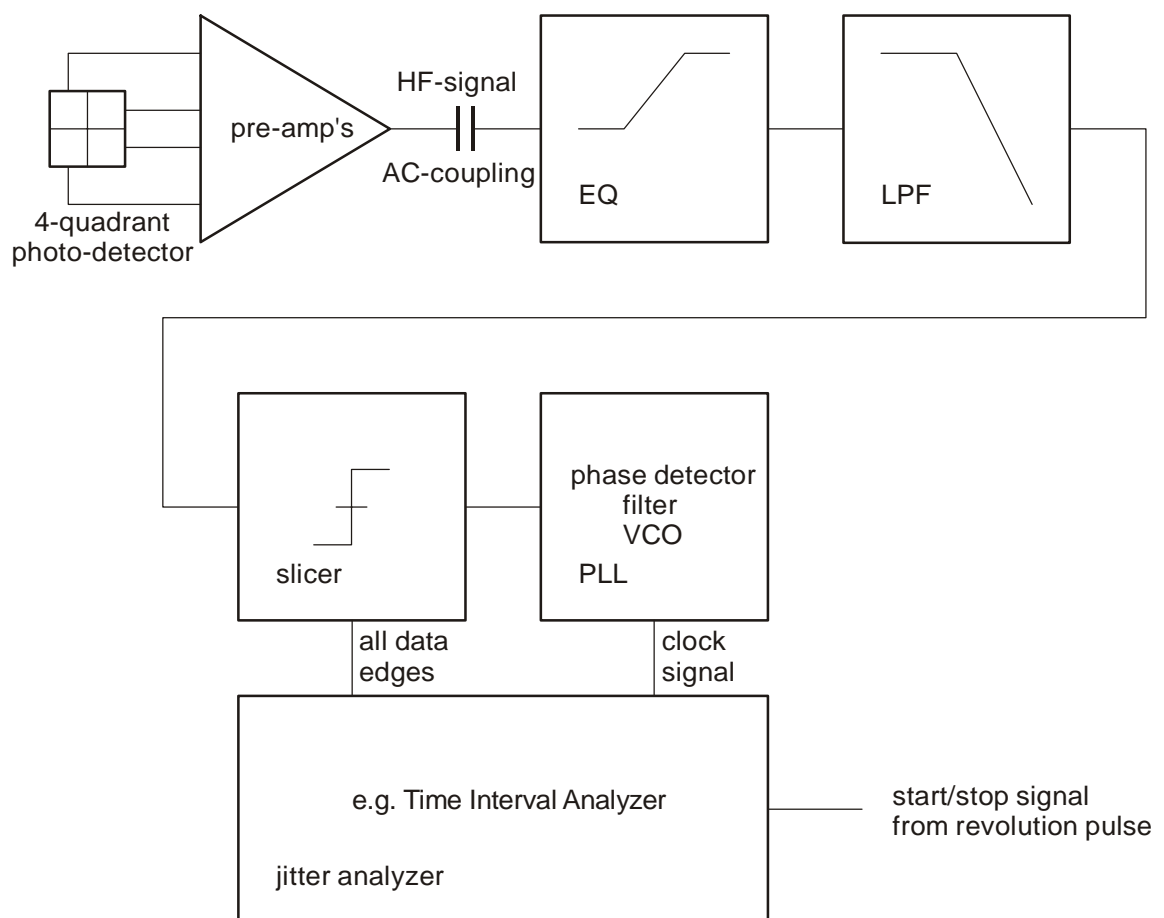 HF-signal
pre-amp's
AC-coupling
4-quadrant
photo-detector
EQ
LPF
slicer
phase detector
filter
VCO
PLL
all data
edges
clock
signal
e.g. Time Interval Analyzer
jitter analyzer
start/stop signal
from revolution pulse